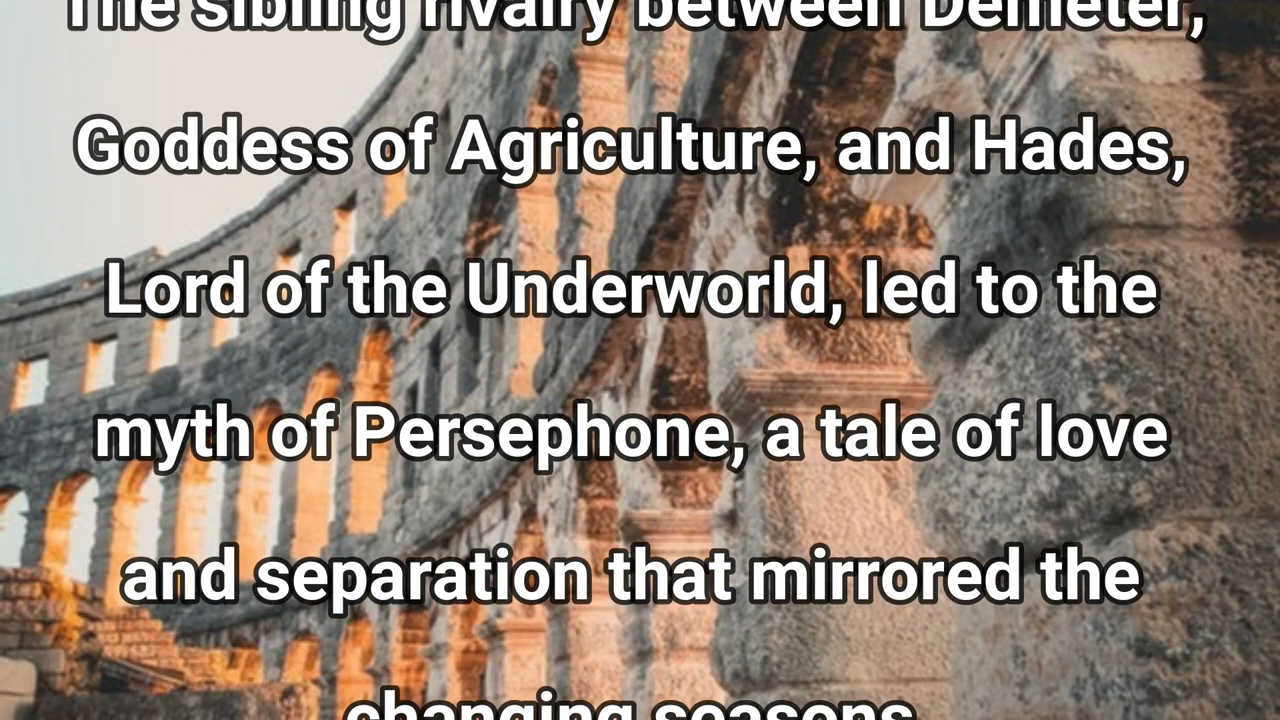 The sibling rivalry between Demeter,
Goddess of Agriculture, and Hades,
Lord of the Underworld, led to the
myth of Persephone, a tale of love
and separation that mirrored the
changing seasons